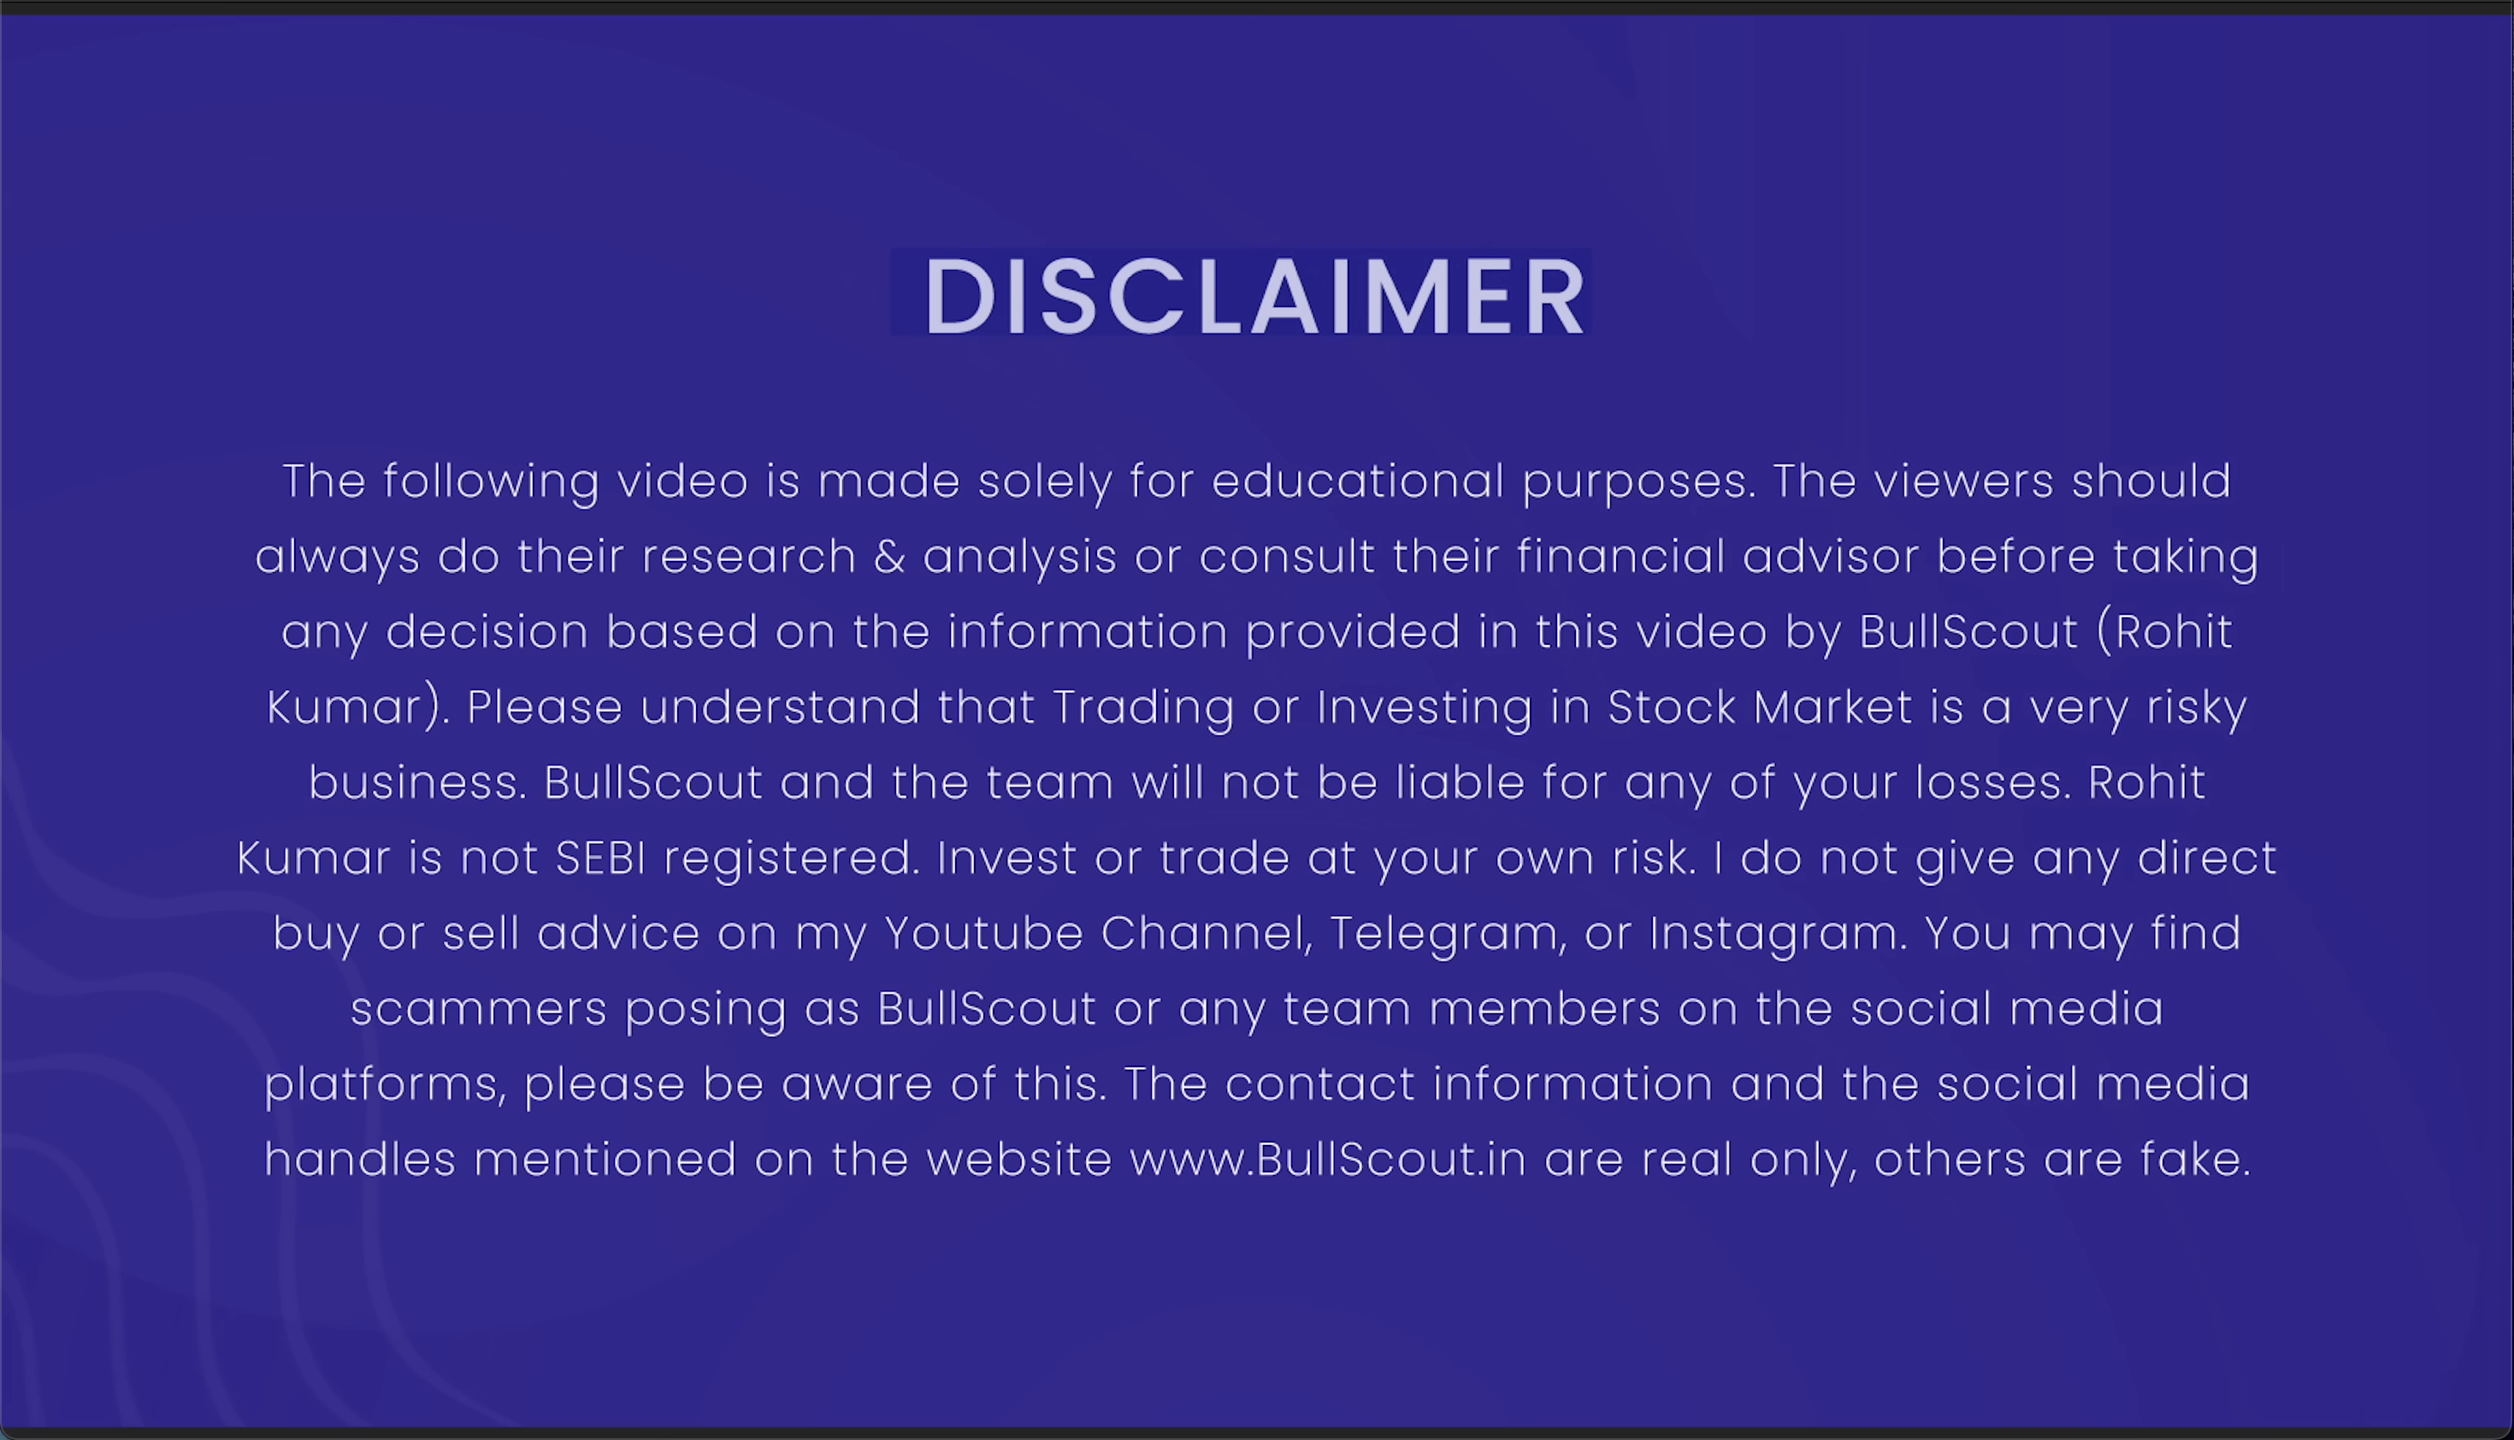 DISCLAIMER
The following video is made solely for educational purposes. The viewers should
always do their research & analysis or consult their financial advisor before taking
any decision based on the information provided in this video by BullScout (Rohit
Kumar). Please understand that Trading or Investing in Stock Market is a very risky
business. BullScout and the team will not be liable for any of your losses. Rohit
Kumar is not SEBI registered. Invest or trade at your own risk. I do not give any direct
buy or sell advice on my Youtube Channel, Telegram, or Instagram. You may find
scammers posing as BullScout or any team members on the social media
platforms, please be aware of this. The contact information and the social media
handles mentioned on the website www.BullScout.in are real only, others are fake.